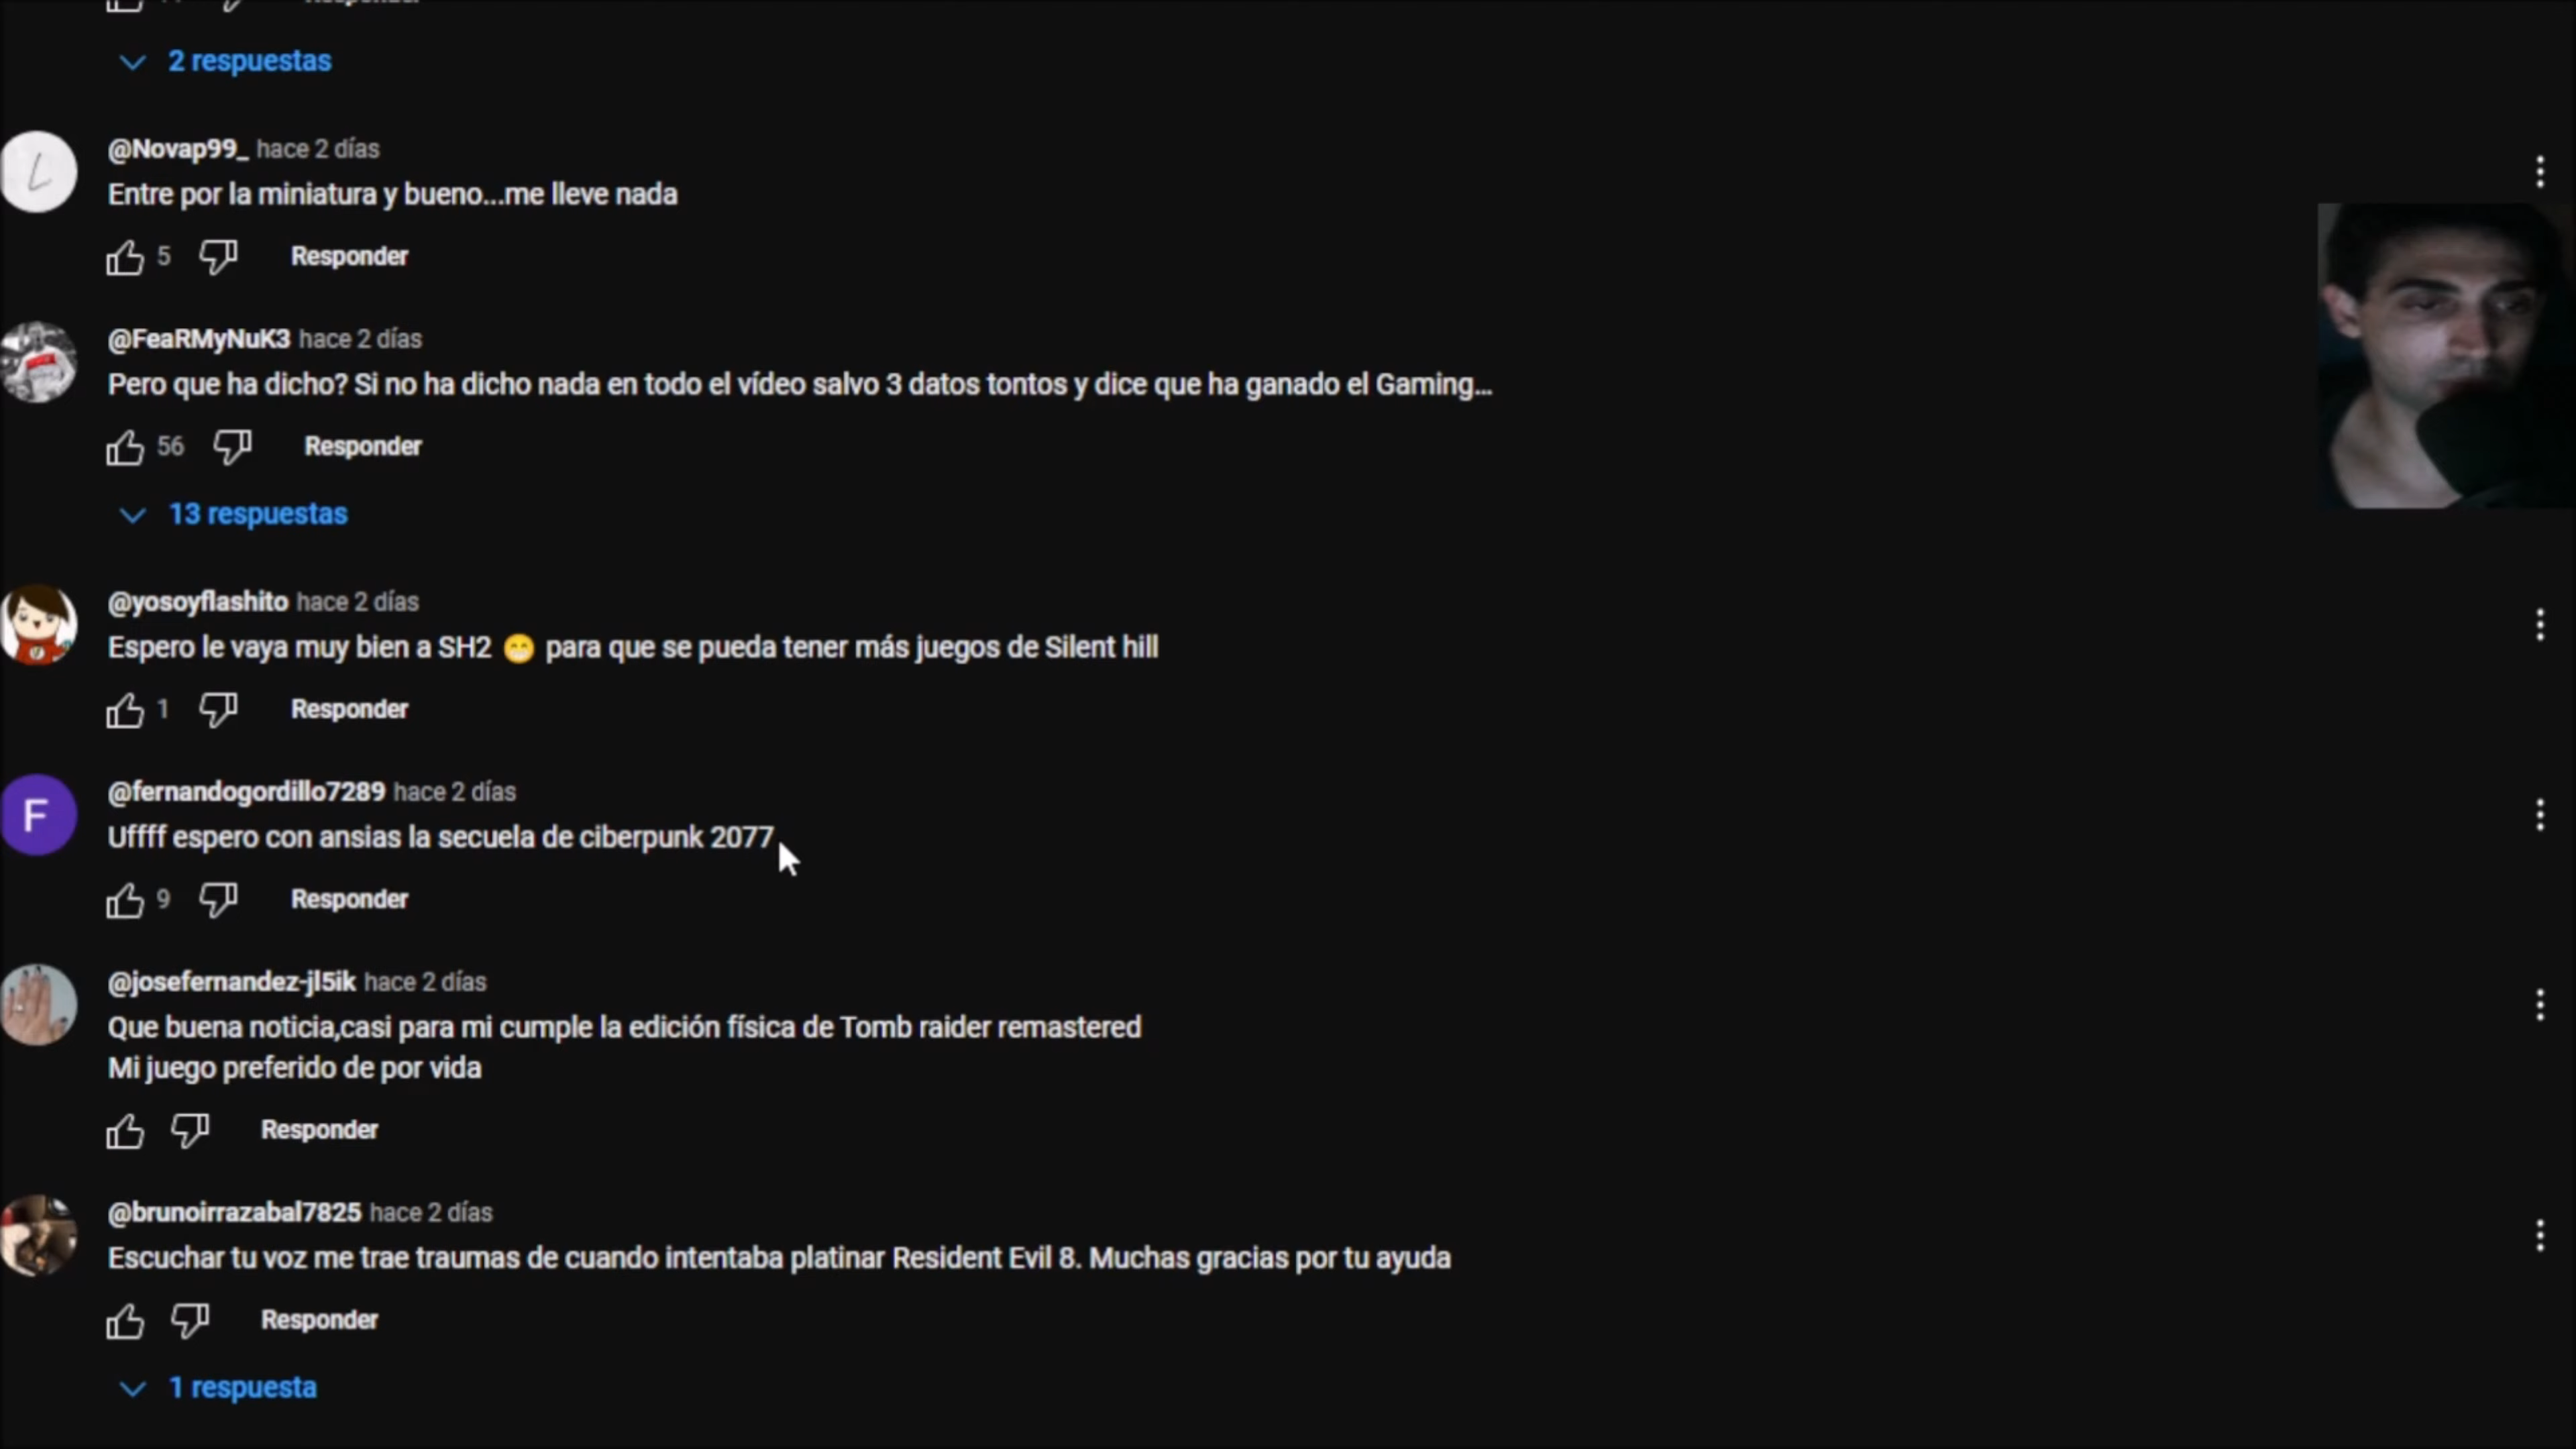 2 respuestas
@Novap99_ hace 2 días
Entre por la miniatura y bueno...me lleve nada
5 Responder
@FeaRMyNuK3 hace 2 días
Pero que ha dicho? Si no ha dicho nada en todo el vídeo salvo 3 datos tontos y dice que ha ganado el Gaming...
56 Responder
13 respuestas
@yosoyflashito hace 2 días
Espero le vaya muy bien a SH2 😁 para que se pueda tener más juegos de Silent hill
1 Responder
F
@fernandogordillo7289 hace 2 días
Uffff espero con ansias la secuela de ciberpunk 2077
9 Responder
@josefernandez-jl5ik hace 2 días
Que buena noticia,casi para mi cumple la edición física de Tomb raider remastered
Mi juego preferido de por vida
Responder
@brunoirrazabal7825 hace 2 días
Escuchar tu voz me trae traumas de cuando intentaba platinar Resident Evil 8. Muchas gracias por tu ayuda
Responder
1 respuesta